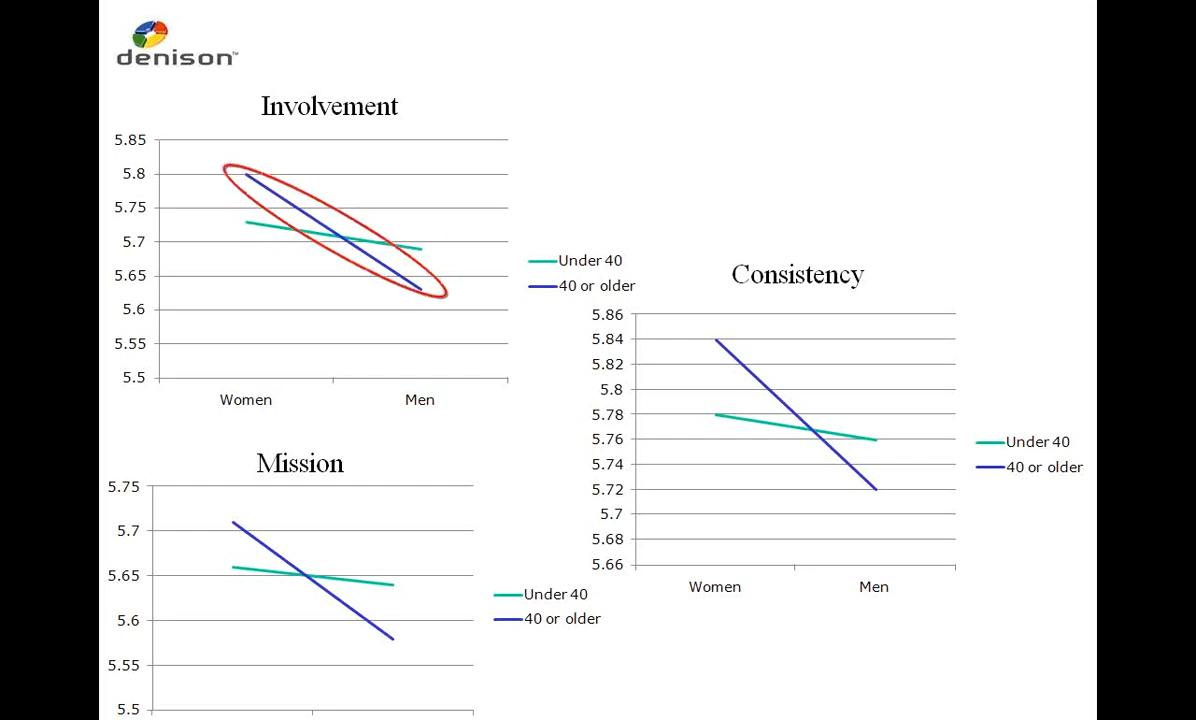 denison™
Involvement
5.85
5.8
5.75
5.7
5.65
5.6
5.55
5.5
Women Men
Under 40
40 or older
Consistency
5.86
5.84
5.82
5.8
5.78
5.76
5.74
5.72
5.7
5.68
5.66
Women Men
Under 40
40 or older
Mission
5.75
5.7
5.65
5.6
5.55
5.5
Under 40
40 or older